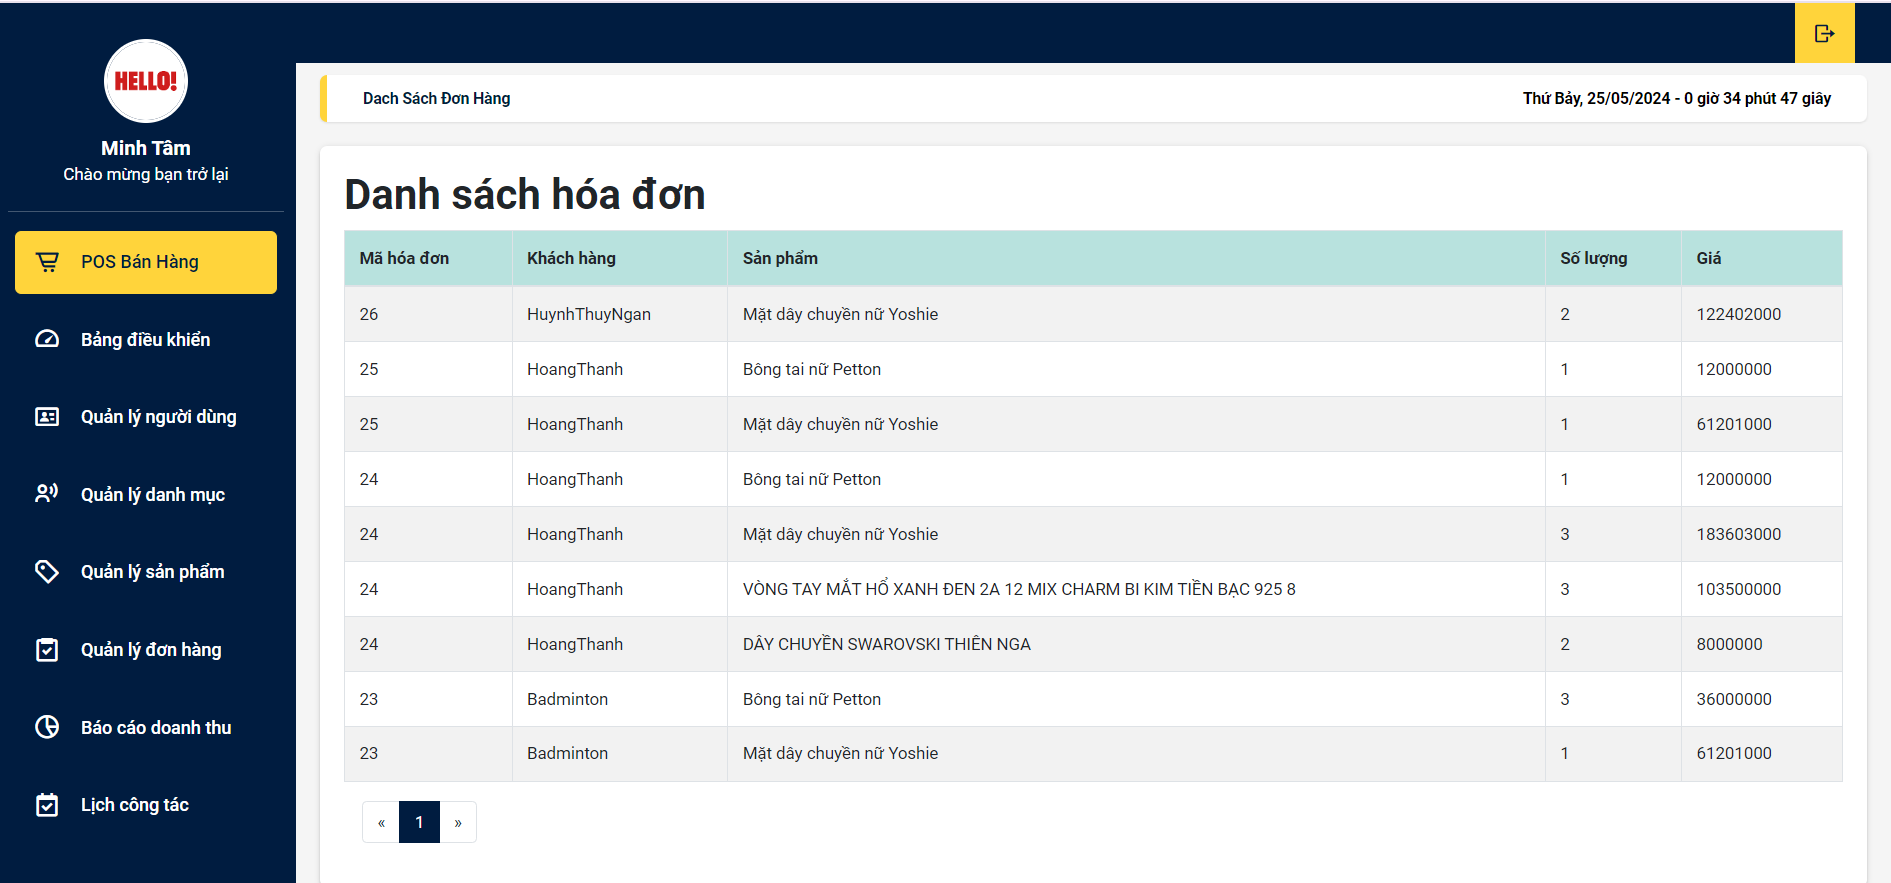 HELLO!
Minh Tâm
Chào mừng bạn trở lại
POS Bán Hàng
Bảng điều khiển
Quản lý người dùng
Quản lý danh mục
Quản lý sản phẩm
Quản lý đơn hàng
Báo cáo doanh thu
Lịch công tác
Dach Sách Đơn Hàng
Thứ Bảy, 25/05/2024 - 0 giờ 34 phút 47 giây
Danh sách hóa đơn
Mã hóa đơn Khách hàng Sản phẩm Số lượng Giá
26 HuynhThuyNgan Mặt dây chuyền nữ Yoshie 2 122402000
25 HoangThanh Bông tai nữ Petton 1 12000000
25 HoangThanh Mặt dây chuyền nữ Yoshie 1 61201000
24 HoangThanh Bông tai nữ Petton 1 12000000
24 HoangThanh Mặt dây chuyền nữ Yoshie 3 183603000
24 HoangThanh VÒNG TAY MẮT HỔ XANH ĐEN 2A 12 MIX CHARM BI KIM TIỀN BẠC 925 8 3 103500000
24 HoangThanh DÂY CHUYỀN SWAROVSKI THIÊN NGA 2 8000000
23 Badminton Bông tai nữ Petton 3 36000000
23 Badminton Mặt dây chuyền nữ Yoshie 1 61201000
« 1 »